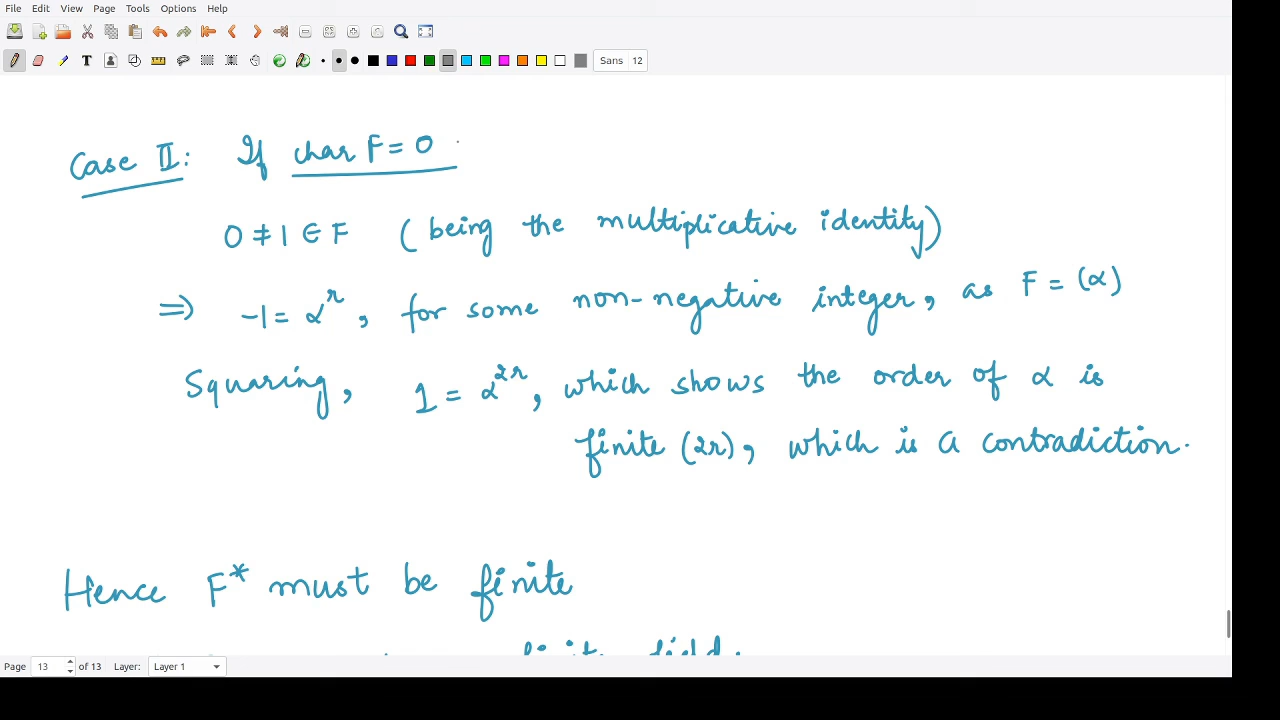 File Edit View Page Tools Options Help
T Sans 12
Case II: If char F = 0
0 ≠ 1 ∈ F (being the multiplicative identity)
⇒ -1 = α^r, for some non-negative integer, as F = (α)
Squaring, 1 = α^2r, which shows the order of α is
finite (2r), which is a contradiction.
Hence F* must be finite
finite field
Page 13 of 13 Layer: Layer 1